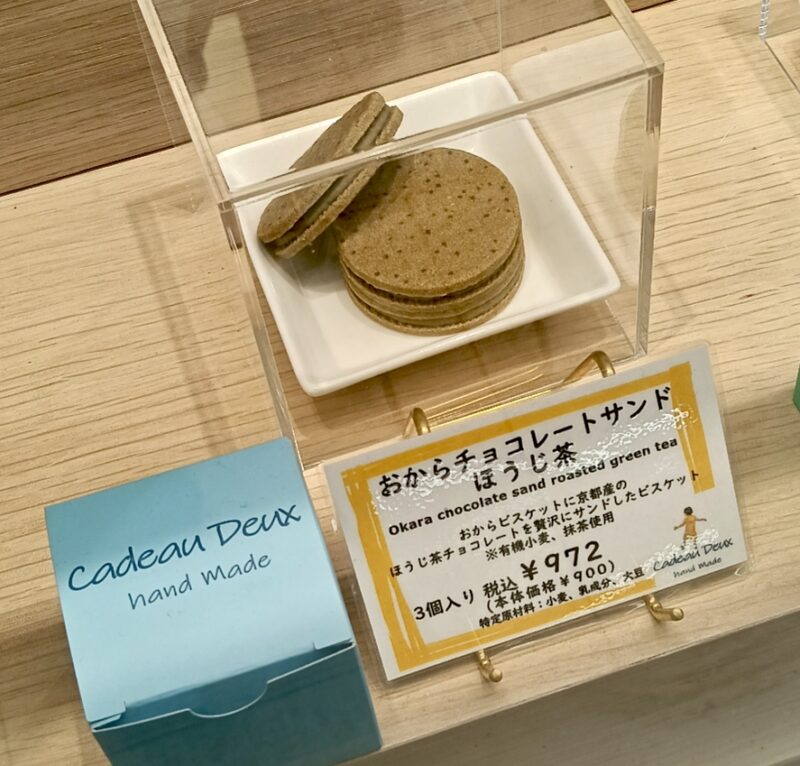 Cadeau Deux
hand made
おからチョコレートサンド
ほうじ茶
Okara chocolate sand roasted green tea
おからビスケットに京都産の
ほうじ茶チョコレートを贅沢にサンドしたビスケット
※有機小麦、抹茶使用
3個入り 税込 ¥972
(本体価格¥900)
特定原材料:小麦、乳成分、大豆
Cadeau Deux
hand made